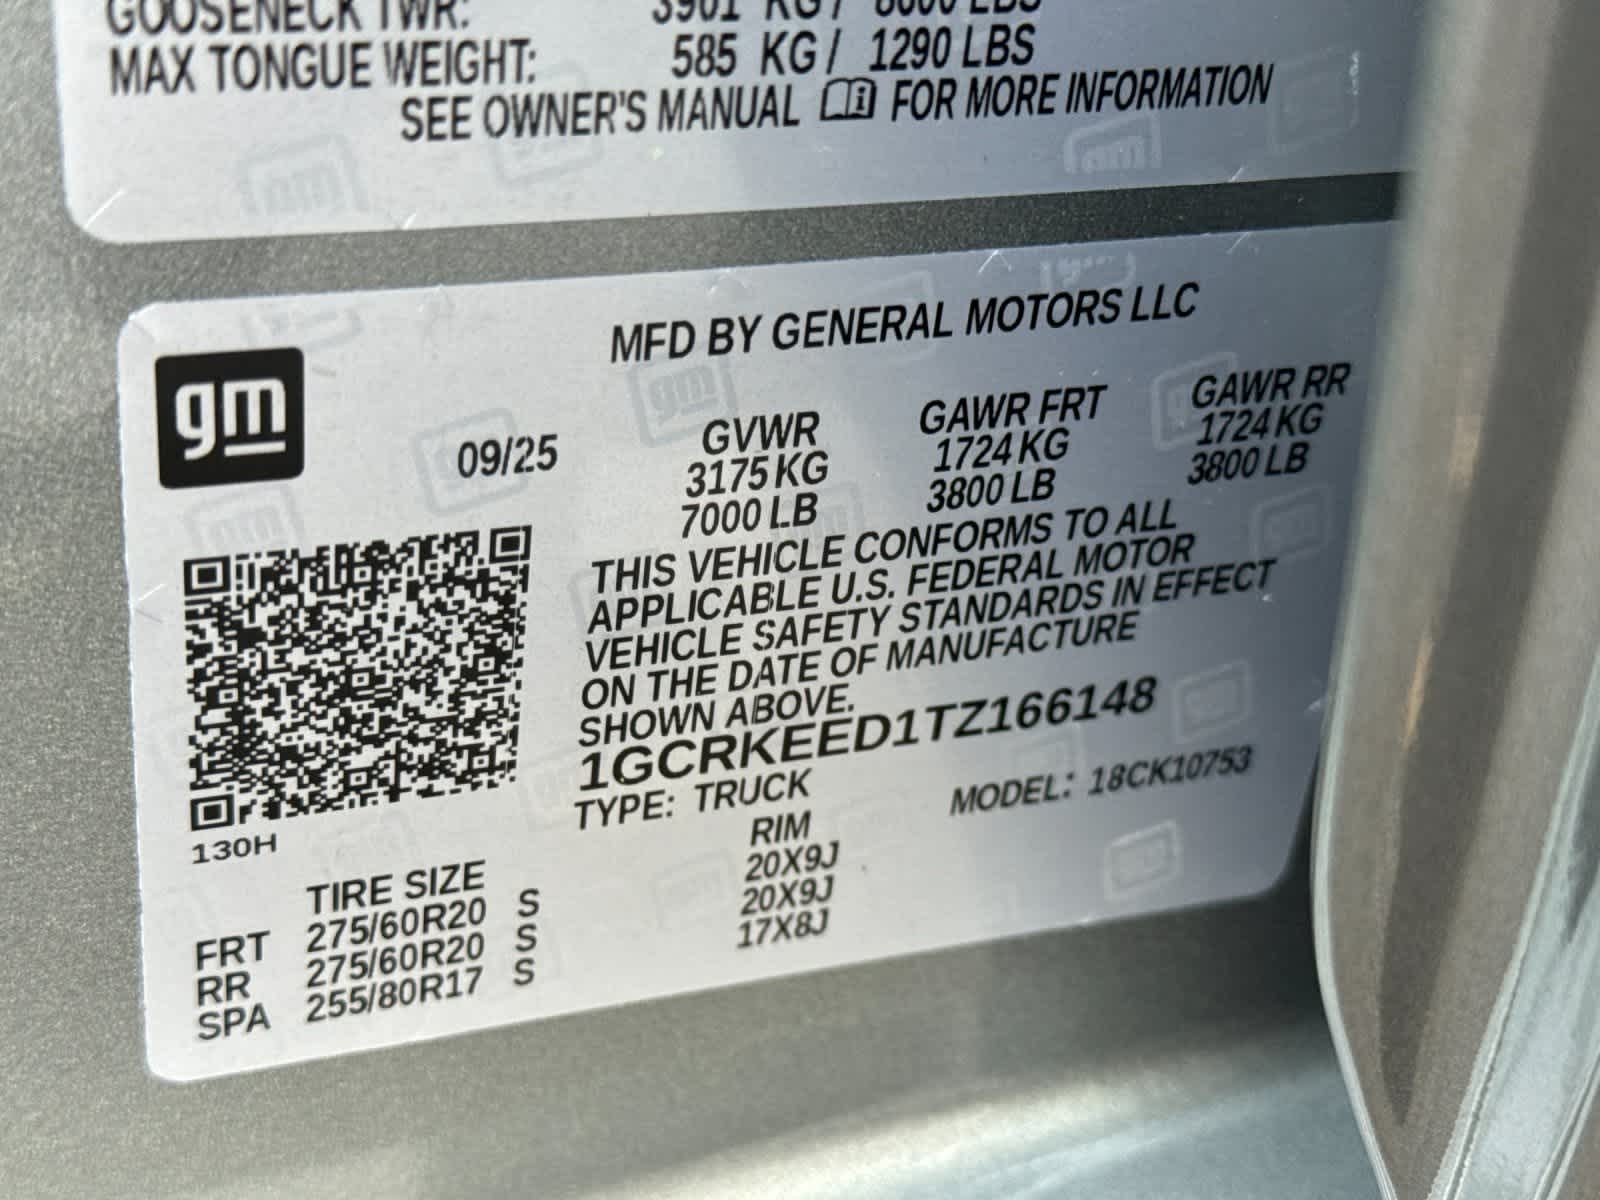 GOOSENECK TWR: 3901 KG / 8600 LBS
MAX TONGUE WEIGHT: 585 KG / 1290 LBS
SEE OWNER'S MANUAL FOR MORE INFORMATION
MFD BY GENERAL MOTORS LLC
gm
09/25 GVWR GAWR FRT GAWR RR
3175 KG 1724 KG 1724 KG
7000 LB 3800 LB 3800 LB
THIS VEHICLE CONFORMS TO ALL
APPLICABLE U.S. FEDERAL MOTOR
VEHICLE SAFETY STANDARDS IN EFFECT
ON THE DATE OF MANUFACTURE
SHOWN ABOVE.
1GCRKEED1TZ166148
TYPE: TRUCK MODEL: 18CK10753
130H
TIRE SIZE RIM
FRT 275/60R20 S 20X9J
RR 275/60R20 S 20X9J
SPA 255/80R17 S 17X8J